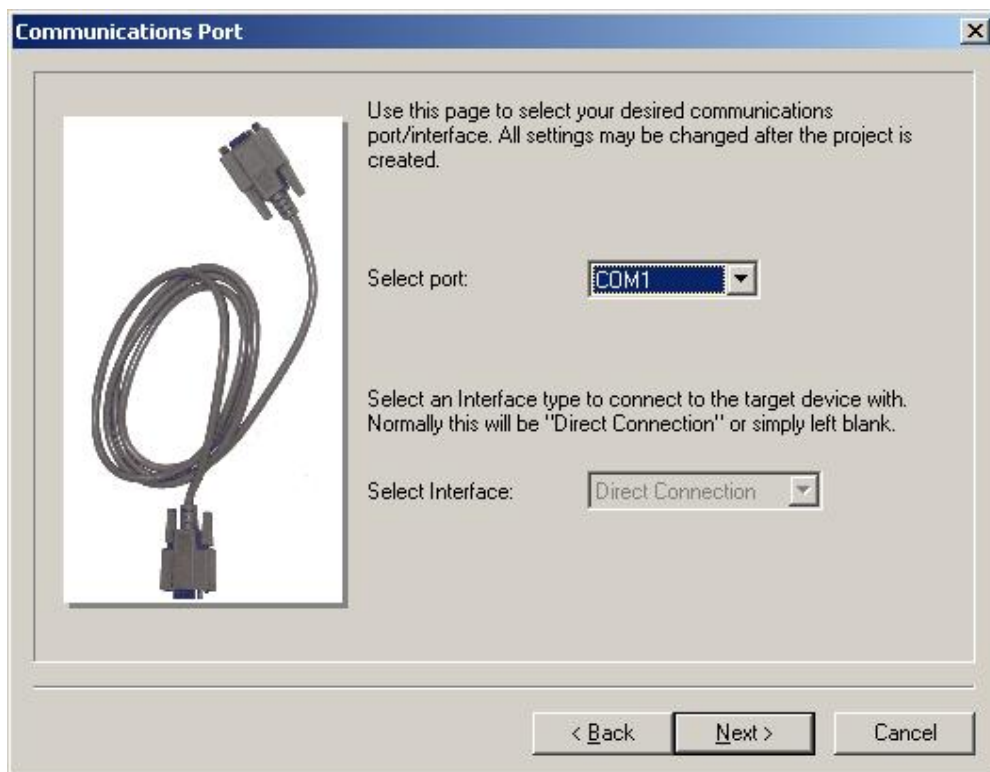 Communications Port
Use this page to select your desired communications
port/interface. All settings may be changed after the project is
created.
Select port:
COM1
Select an Interface type to connect to the target device with.
Normally this will be "Direct Connection" or simply left blank.
Select Interface:
Direct Connection
< Back
Next >
Cancel